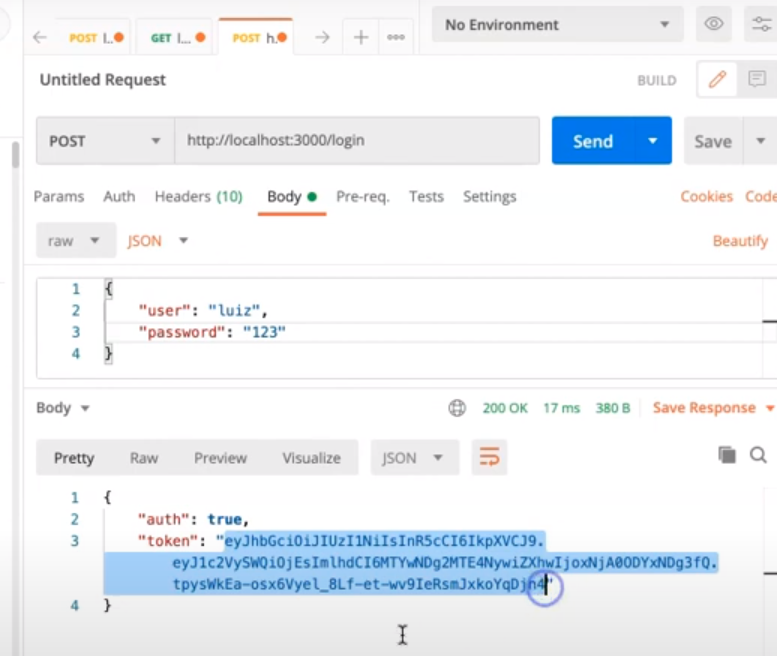 POST l..
GET l...
POST h.
No Environment
Untitled Request
BUILD
POST
http://localhost:3000/login
Send
Save
Params Auth Headers (10) Body Pre-req. Tests Settings Cookies Code
raw JSON Beautify
1 {
2 "user": "luiz",
3 "password": "123"
4 }
Body 200 OK 17 ms 380 B Save Response
Pretty Raw Preview Visualize JSON
1 {
2 "auth": true,
3 "token": "eyJhbGciOiJIUzI1NiIsInR5cCI6IkpXVCJ9.
eyJ1c2VySWQiOjEsImlhdCI6MTYwNDg2MTE4NywiZXhwIjoxNjA0ODYxNDg3fQ.
tpysWkEa-osx6Vyel_8Lf-et-wv9IeRsmJxkoYqDjn4"
4 }